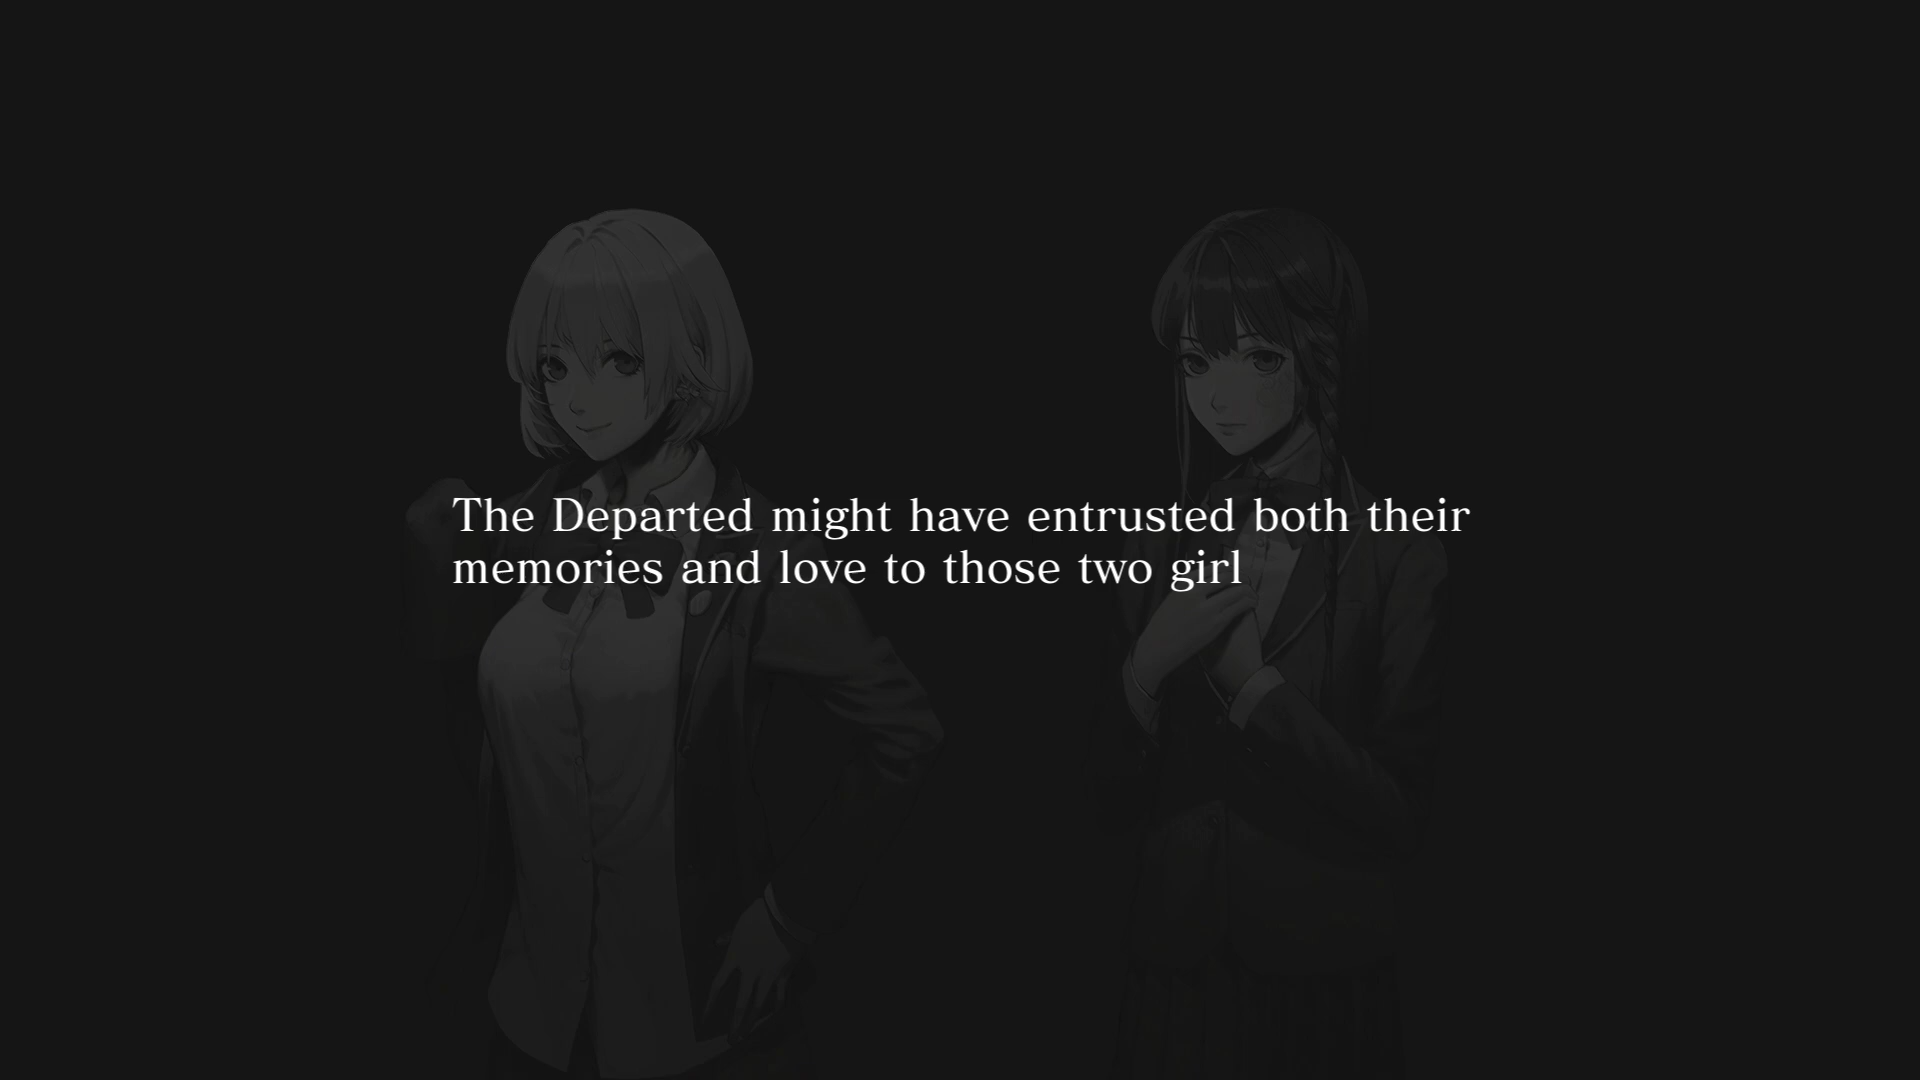 The Departed might have entrusted both their
memories and love to those two girl